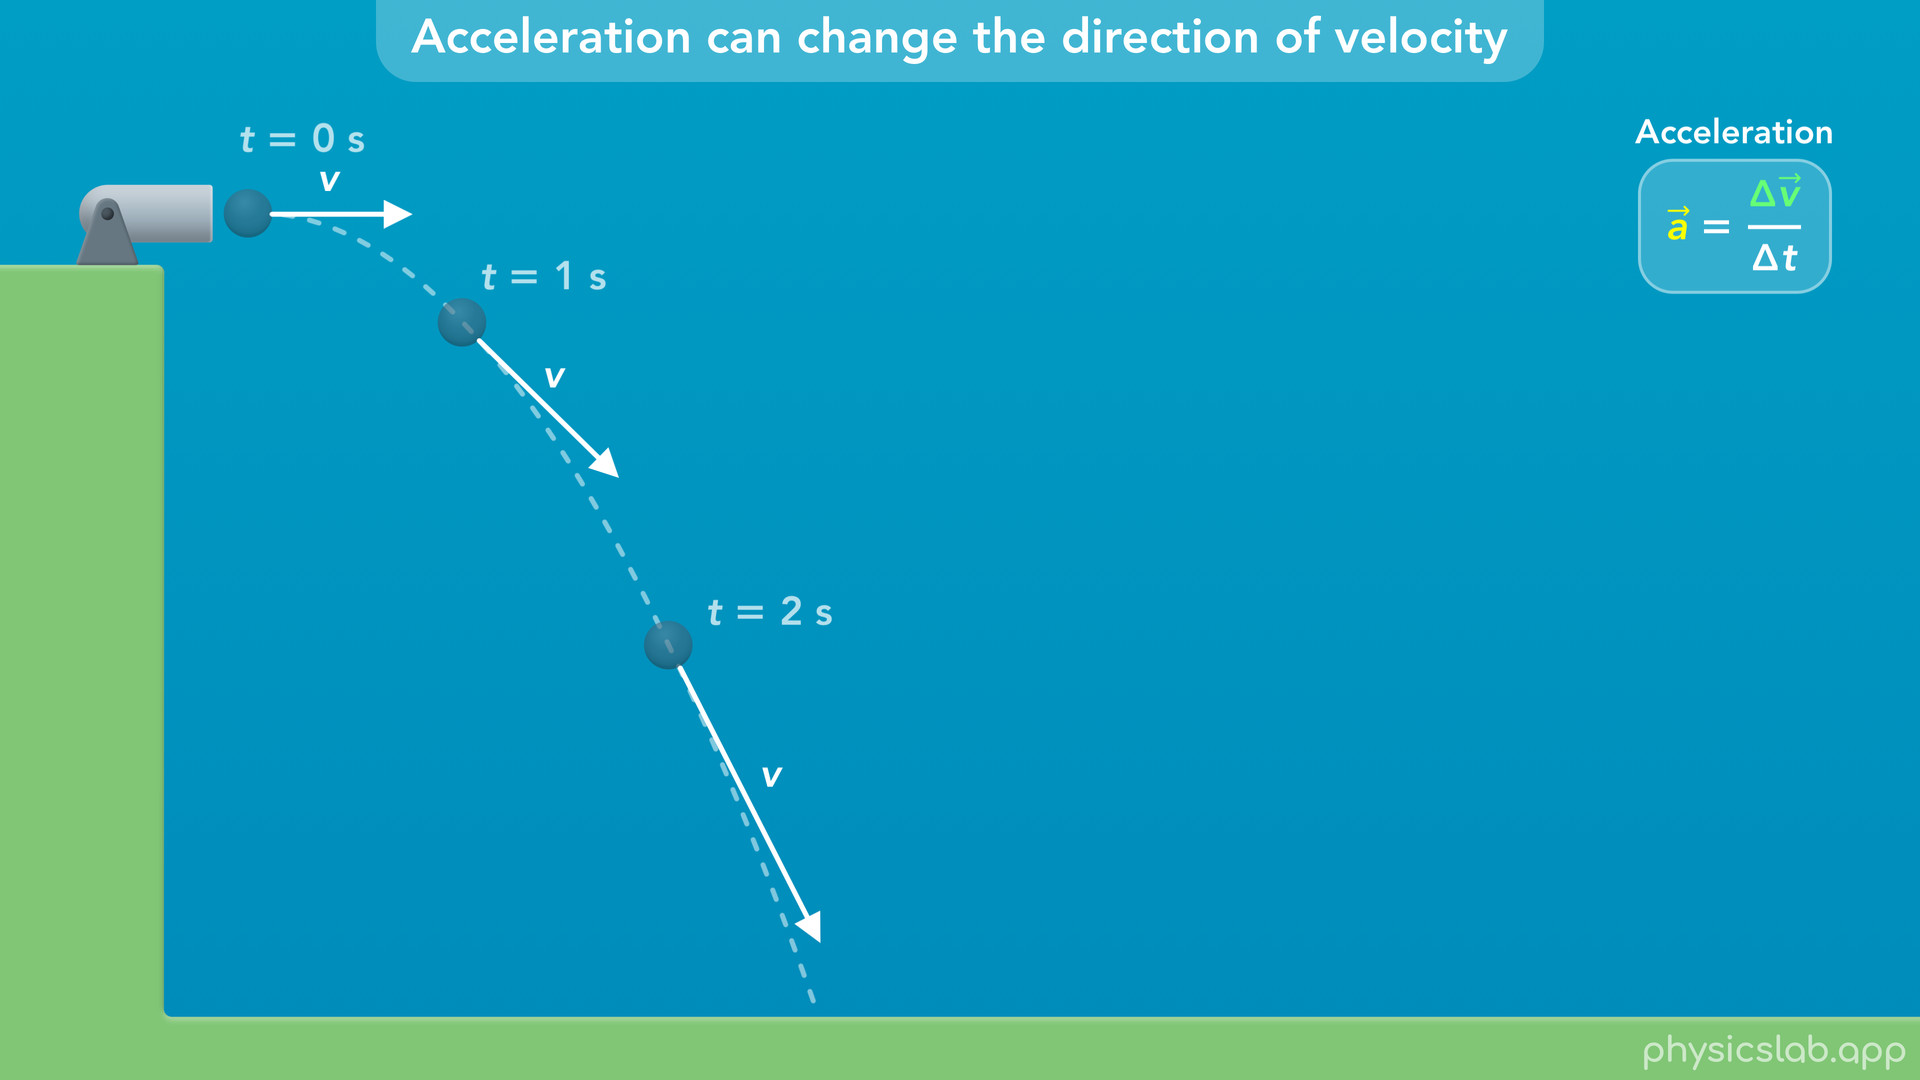 Acceleration can change the direction of velocity
t = 0 s
v
t = 1 s
v
t = 2 s
v
Acceleration
a⃗ = Δv⃗ / Δt
physicslab.app